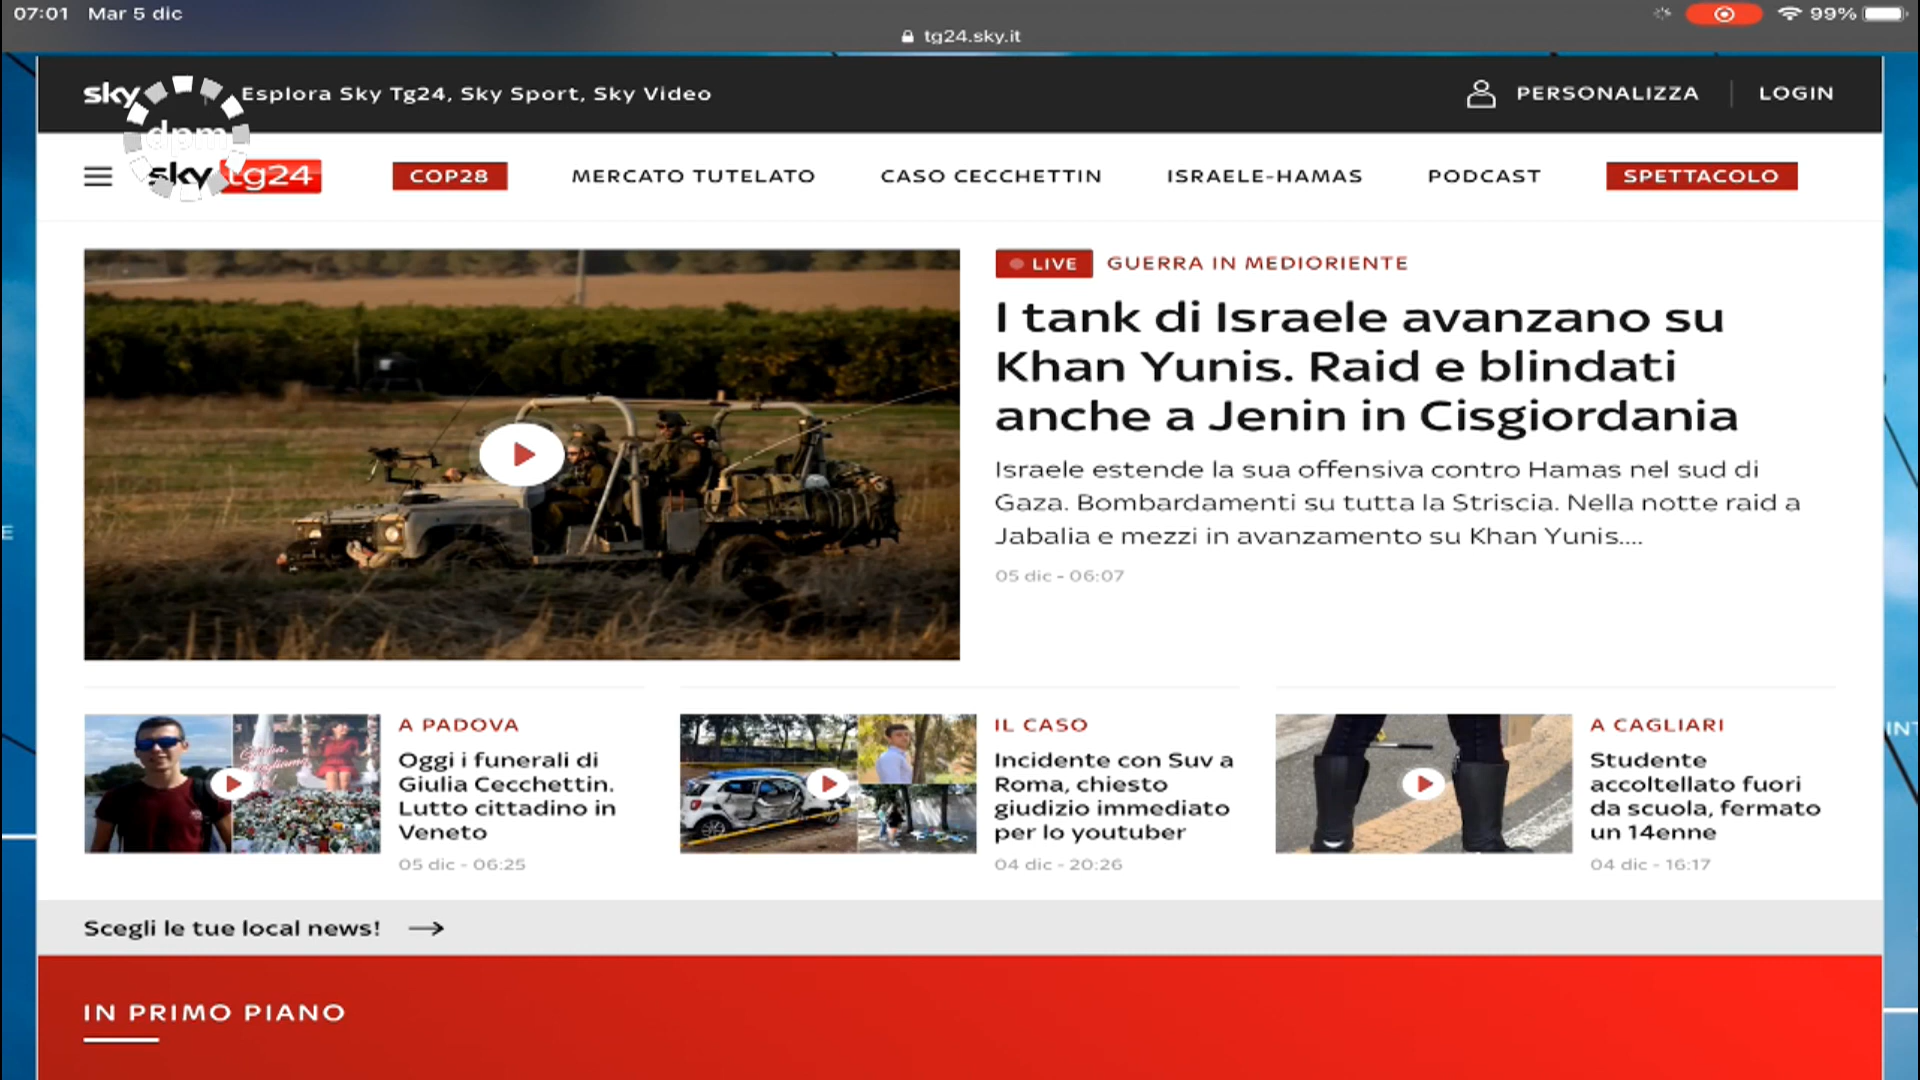 07:01 Mar 5 dic
99%
tg24.sky.it
sky
Esplora Sky Tg24, Sky Sport, Sky Video
PERSONALIZZA
LOGIN
dpm
sky tg24
COP28
MERCATO TUTELATO
CASO CECCHETTIN
ISRAELE-HAMAS
PODCAST
SPETTACOLO
LIVE GUERRA IN MEDIORIENTE
I tank di Israele avanzano su
Khan Yunis. Raid e blindati
anche a Jenin in Cisgiordania
Israele estende la sua offensiva contro Hamas nel sud di
Gaza. Bombardamenti su tutta la Striscia. Nella notte raid a
Jabalia e mezzi in avanzamento su Khan Yunis....
05 dic - 06:07
A PADOVA
Oggi i funerali di
Giulia Cecchettin.
Lutto cittadino in
Veneto
05 dic - 06:25
IL CASO
Incidente con Suv a
Roma, chiesto
giudizio immediato
per lo youtuber
04 dic - 20:26
A CAGLIARI
Studente
accoltellato fuori
da scuola, fermato
un 14enne
04 dic - 16:17
Scegli le tue local news!
IN PRIMO PIANO